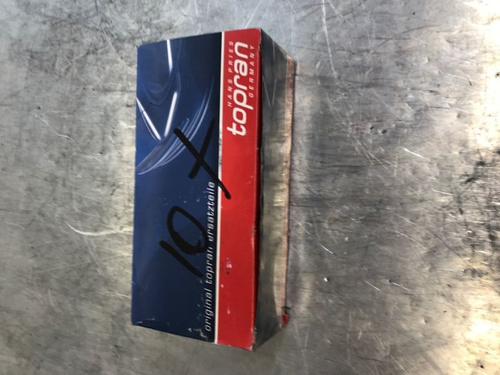 HANS PRIES
topran
GERMANY
10 X
original topran ersatzteile